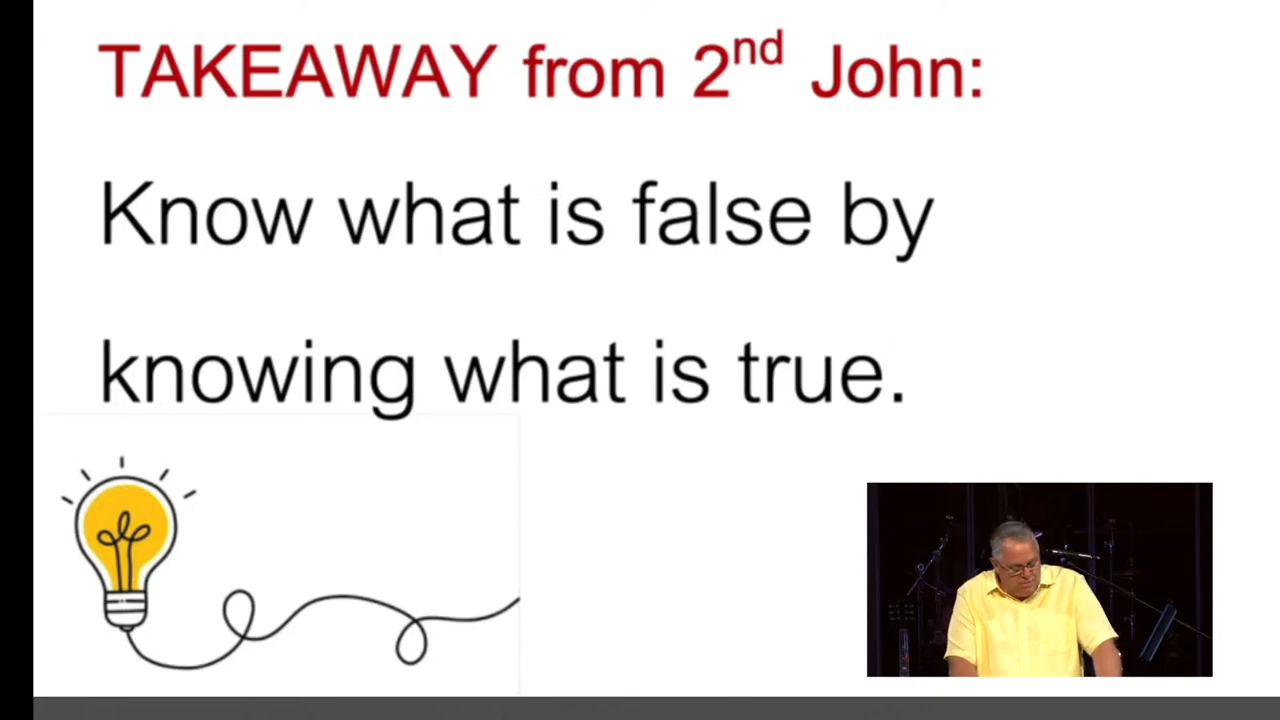 TAKEAWAY from 2nd John:
Know what is false by
knowing what is true.